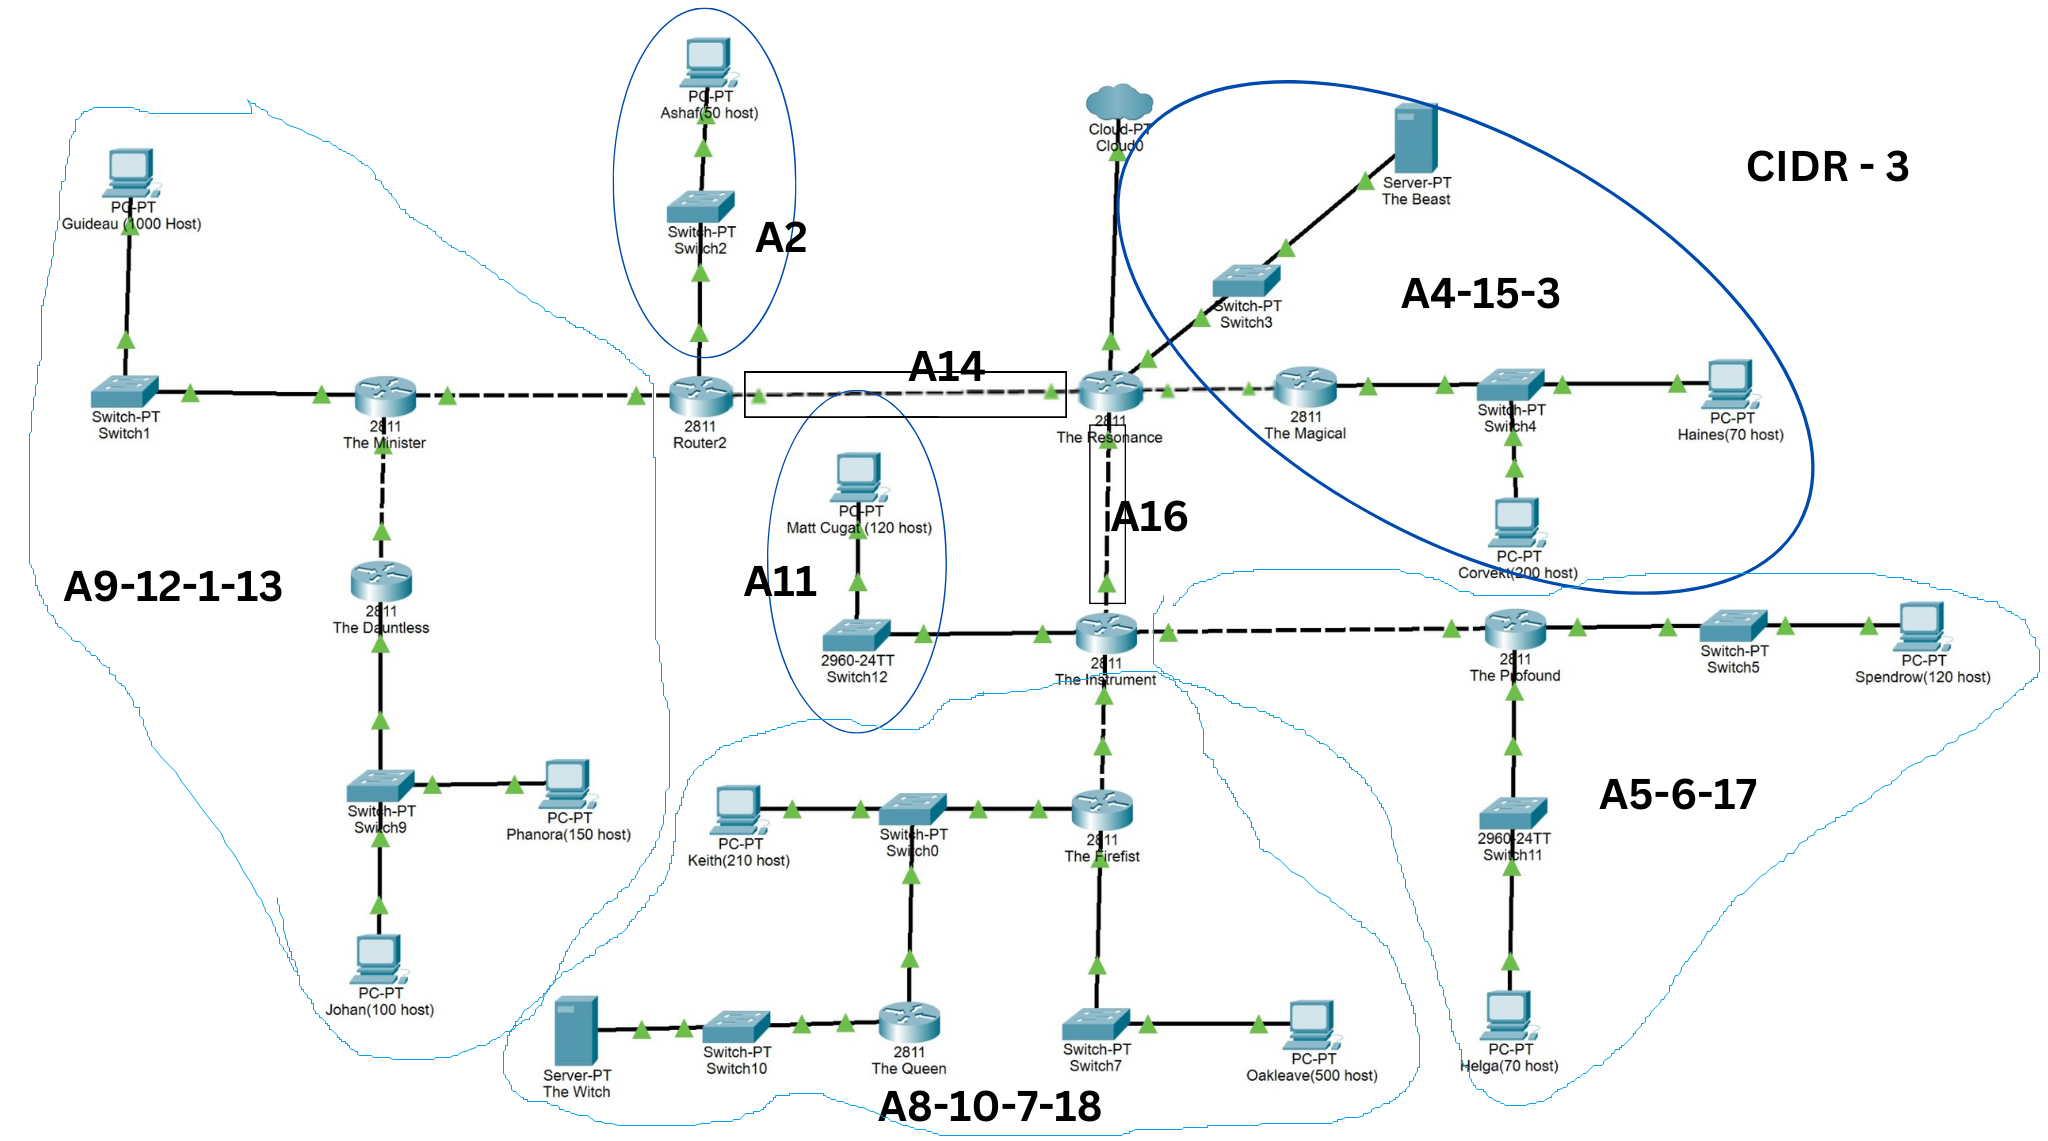 PC-PT
Ashaf(50 host)
Switch-PT
Switch2
A2
Cloud-PT
Cloud0
Server-PT
The Beast
CIDR - 3
PC-PT
Guideau (1000 Host)
Switch-PT
Switch3
A4-15-3
A14
Switch-PT
Switch1
2811
The Minister
2811
Router2
2811
The Resonance
2811
The Magical
Switch-PT
Switch4
PC-PT
Haines(70 host)
PC-PT
Matt Cugat (120 host)
A16
PC-PT
Corvekt(200 host)
A11
A9-12-1-13
2811
The Dauntless
2960-24TT
Switch12
2811
The Instrument
2811
The Profound
Switch-PT
Switch5
PC-PT
Spendrow(120 host)
A5-6-17
Switch-PT
Switch9
PC-PT
Phanora(150 host)
PC-PT
Keith(210 host)
Switch-PT
Switch0
2811
The Firefist
2960-24TT
Switch11
PC-PT
Johan(100 host)
Server-PT
The Witch
Switch-PT
Switch10
2811
The Queen
Switch-PT
Switch7
PC-PT
Oakleave(500 host)
PC-PT
Helga(70 host)
A8-10-7-18